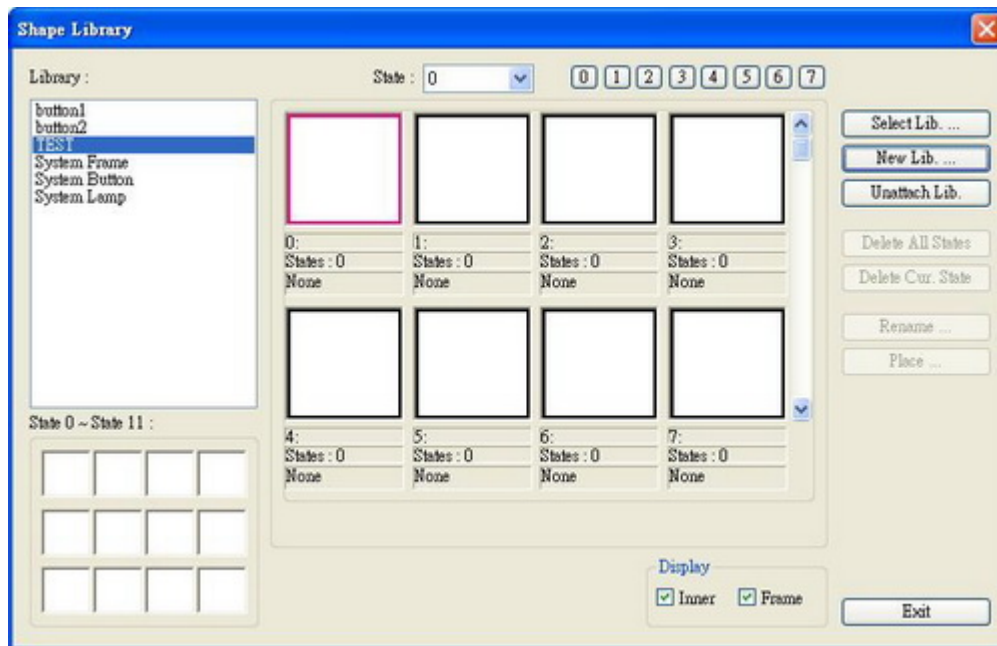 Shape Library
Library :
State : 0
0 1 2 3 4 5 6 7
button1
button2
TEST
System Frame
System Button
System Lamp
0: 1: 2: 3:
States : 0 States : 0 States : 0 States : 0
None None None None
4: 5: 6: 7:
States : 0 States : 0 States : 0 States : 0
None None None None
Select Lib. ...
New Lib. ...
Unattach Lib.
Delete All States
Delete Cur. State
Rename ...
Place ...
State 0 ~ State 11 :
Display
Inner Frame
Exit